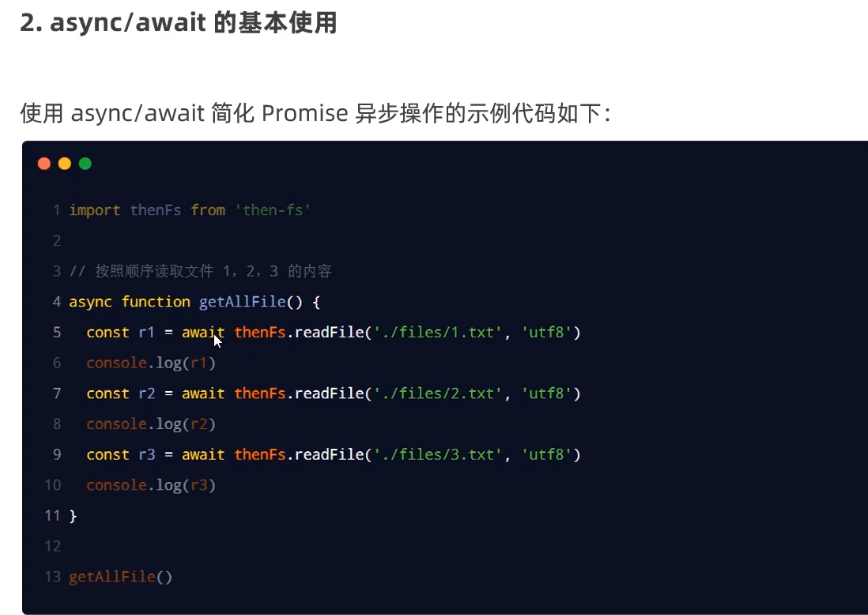 2. async/await 的基本使用
使用 async/await 简化 Promise 异步操作的示例代码如下：
1 import thenFs from 'then-fs'
2
3 // 按照顺序读取文件 1，2，3 的内容
4 async function getAllFile() {
5   const r1 = await thenFs.readFile('./files/1.txt', 'utf8')
6   console.log(r1)
7   const r2 = await thenFs.readFile('./files/2.txt', 'utf8')
8   console.log(r2)
9   const r3 = await thenFs.readFile('./files/3.txt', 'utf8')
10   console.log(r3)
11 }
12
13 getAllFile()